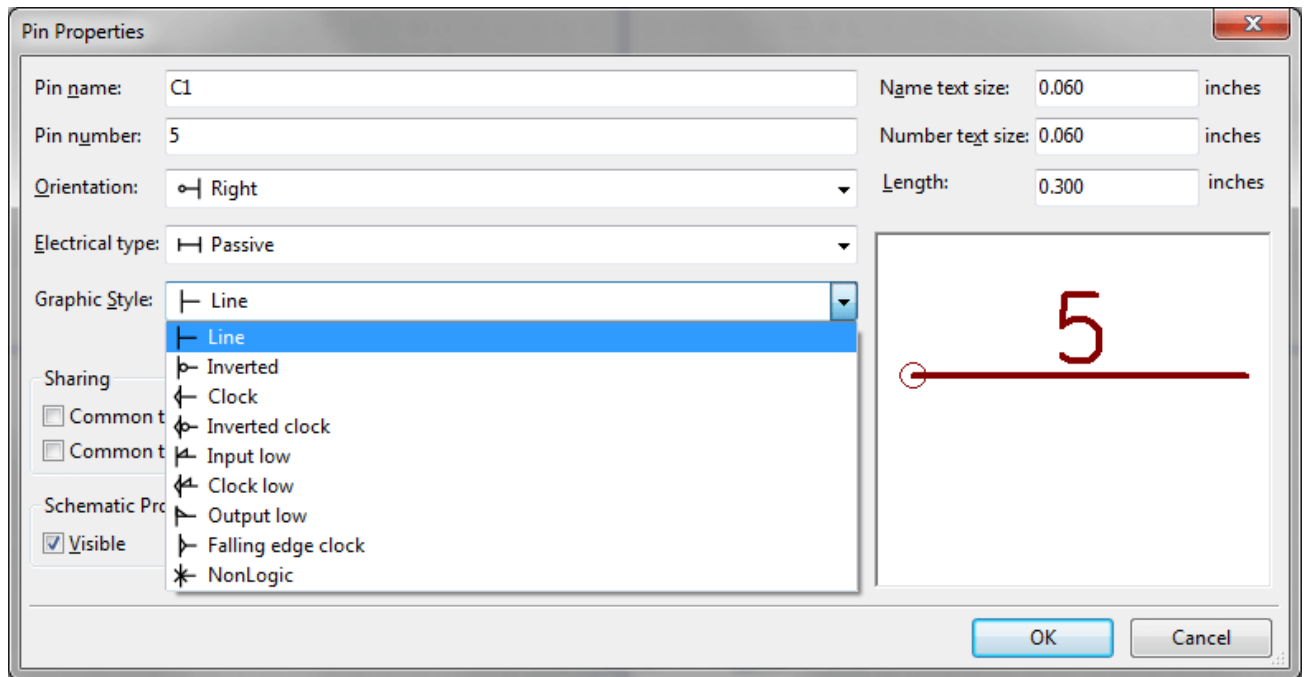 Pin Properties
Pin name: C1
Name text size: 0.060 inches
Pin number: 5
Number text size: 0.060 inches
Orientation: Right
Length: 0.300 inches
Electrical type: Passive
Graphic Style: Line
5
Line
Inverted
Clock
Inverted clock
Input low
Clock low
Output low
Falling edge clock
NonLogic
Sharing
Common t
Common t
Schematic Pro
Visible
OK Cancel